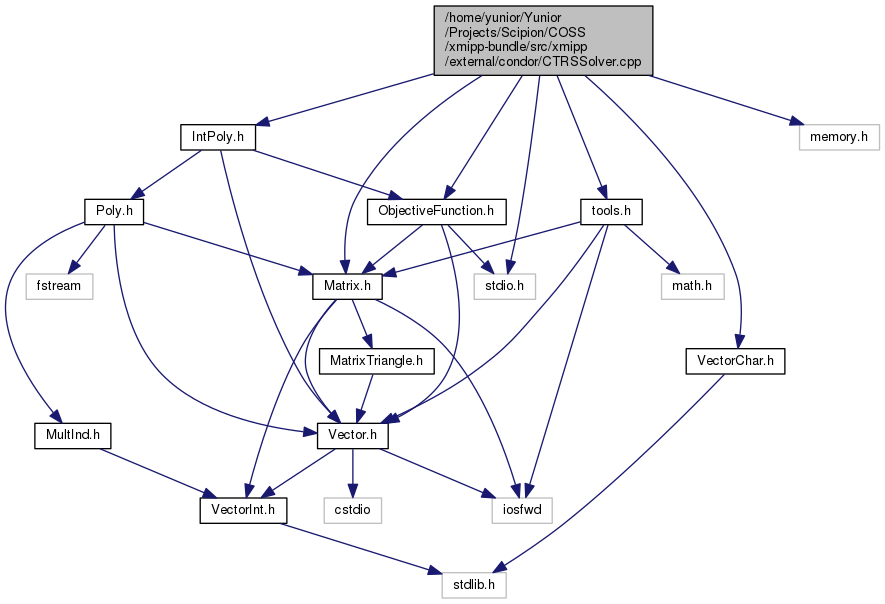 /home/yunior/Yunior
/Projects/Scipion/COSS
/xmipp-bundle/src/xmipp
/external/condor/CTRSSolver.cpp
IntPoly.h
memory.h
Poly.h
ObjectiveFunction.h
tools.h
fstream
Matrix.h
stdio.h
math.h
MatrixTriangle.h
VectorChar.h
MultInd.h
Vector.h
VectorInt.h
cstdio
iosfwd
stdlib.h